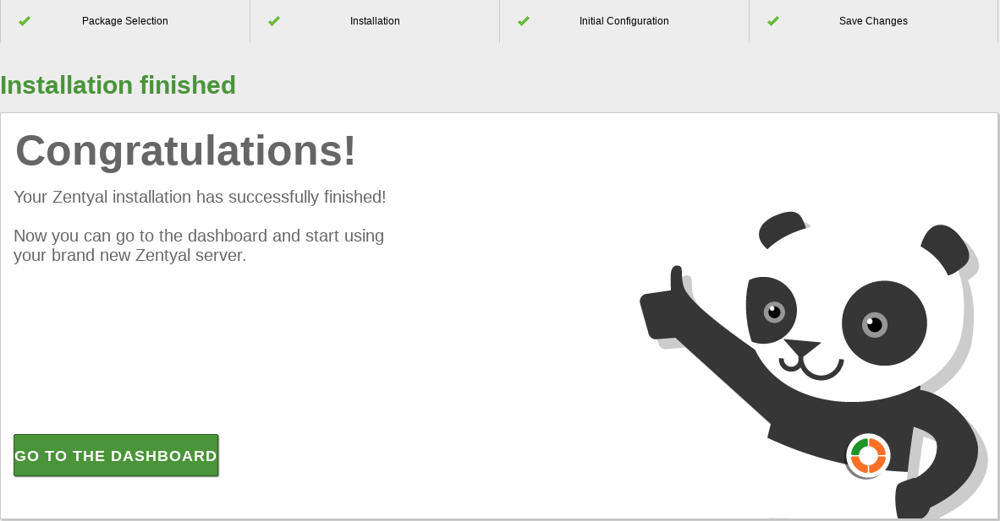 Package Selection
Installation
Initial Configuration
Save Changes
Installation finished
Congratulations!
Your Zentyal installation has successfully finished!
Now you can go to the dashboard and start using
your brand new Zentyal server.
GO TO THE DASHBOARD